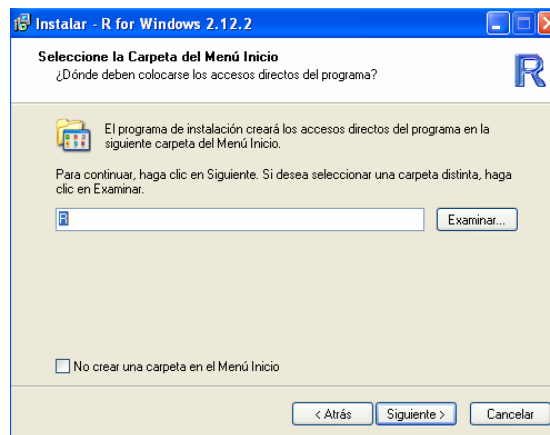 Instalar - R for Windows 2.12.2
Seleccione la Carpeta del Menú Inicio
¿Dónde deben colocarse los accesos directos del programa?
R
El programa de instalación creará los accesos directos del programa en la
siguiente carpeta del Menú Inicio.
Para continuar, haga clic en Siguiente. Si desea seleccionar una carpeta distinta, haga
clic en Examinar.
R
Examinar...
No crear una carpeta en el Menú Inicio
< Atrás
Siguiente >
Cancelar